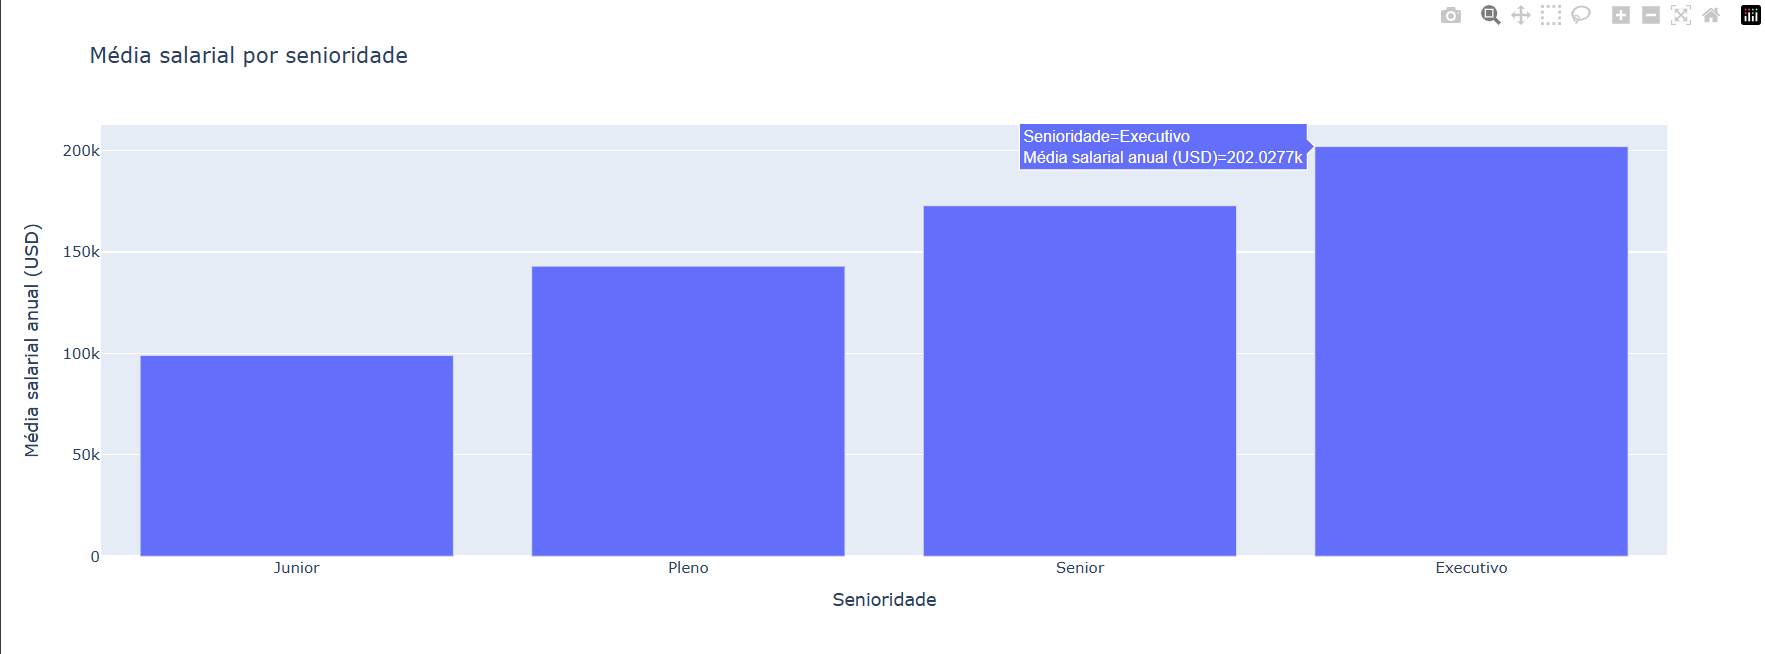 Média salarial por senioridade
Senioridade=Executivo
Média salarial anual (USD)=202.0277k
200k
150k
100k
50k
0
Média salarial anual (USD)
Junior
Pleno
Senior
Executivo
Senioridade